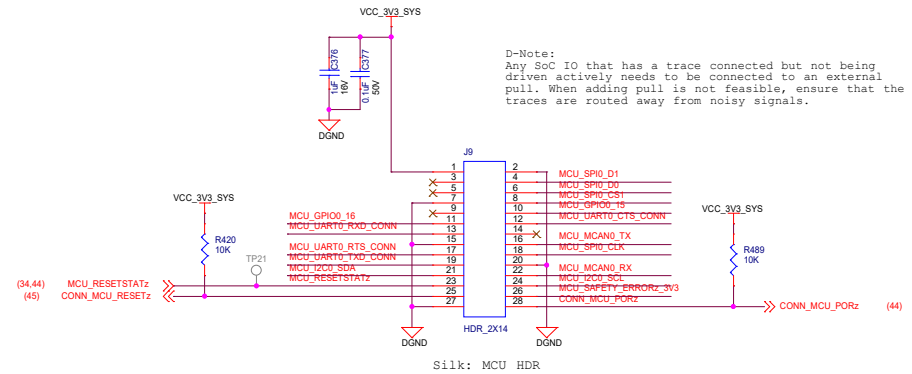 VCC_3V3_SYS
C376
1uF
16V
C377
0.1uF
50V
DGND
D-Note:
Any SoC IO that has a trace connected but not being
driven actively needs to be connected to an external
pull. When adding pull is not feasible, ensure that the
traces are routed away from noisy signals.
J9
1 2
3 4
5 6
7 8
9 10
11 12
13 14
15 16
17 18
19 20
21 22
23 24
25 26
27 28
HDR_2X14
MCU_SPI0_D1
MCU_SPI0_D0
MCU_SPI0_CS1
MCU_GPIO0_15
MCU_UART0_CTS_CONN
MCU_MCAN0_TX
MCU_SPI0_CLK
MCU_MCAN0_RX
MCU_I2C0_SCL
MCU_SAFETY_ERRORz_3V3
CONN_MCU_PORz
MCU_GPIO0_16
MCU_UART0_RXD_CONN
MCU_UART0_RTS_CONN
MCU_UART0_TXD_CONN
MCU_I2C0_SDA
MCU_RESETSTATz
VCC_3V3_SYS
R420
10K
TP21
(34,44) MCU_RESETSTATz
(45) CONN_MCU_RESETz
VCC_3V3_SYS
R489
10K
CONN_MCU_PORz (44)
DGND
DGND
Silk: MCU HDR